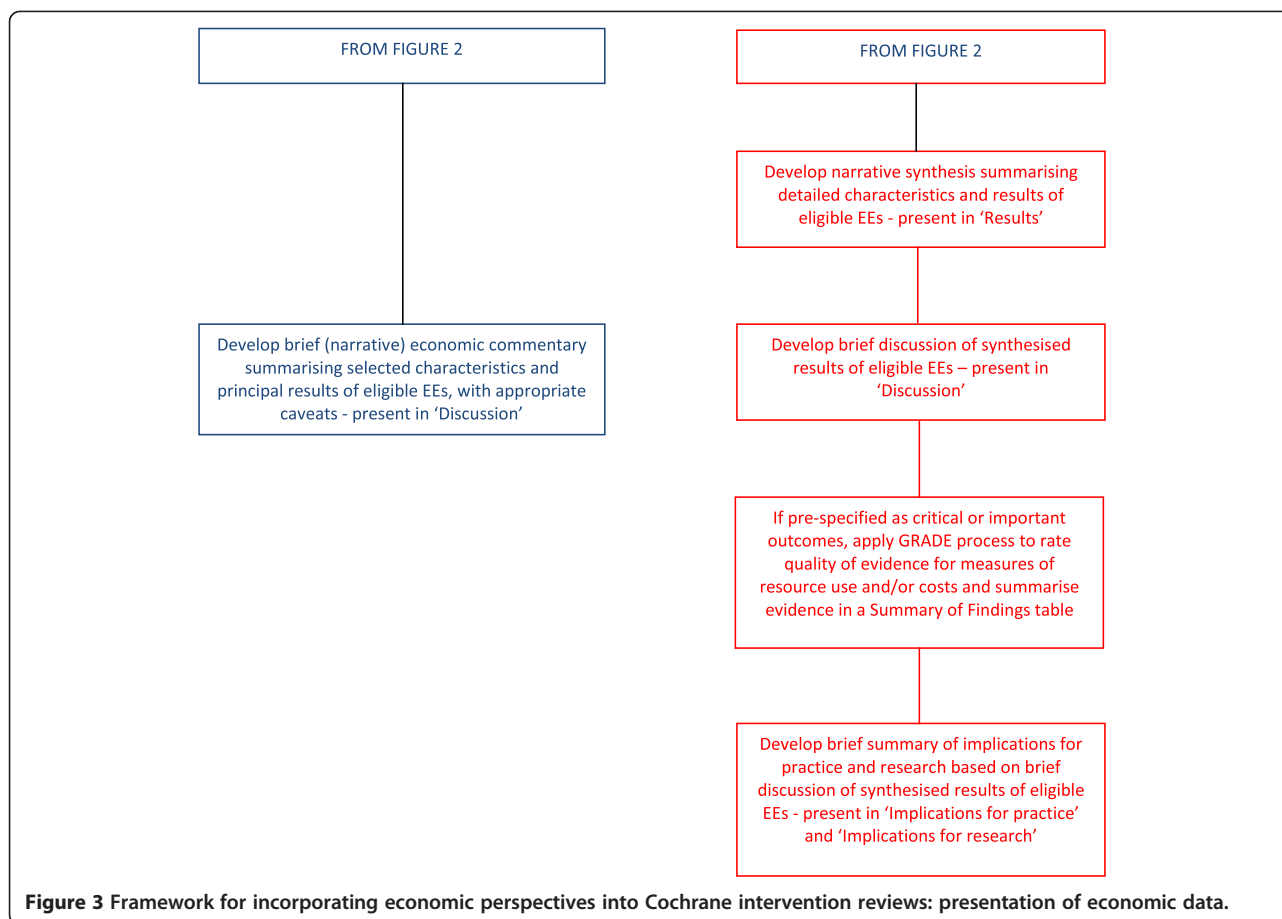 FROM FIGURE 2
Develop brief (narrative) economic commentary
summarising selected characteristics and
principal results of eligible EEs, with appropriate
caveats - present in ‘Discussion’
FROM FIGURE 2
Develop narrative synthesis summarising
detailed characteristics and results of
eligible EEs - present in ‘Results’
Develop brief discussion of synthesised
results of eligible EEs – present in
‘Discussion’
If pre-specified as critical or important
outcomes, apply GRADE process to rate
quality of evidence for measures of
resource use and/or costs and summarise
evidence in a Summary of Findings table
Develop brief summary of implications for
practice and research based on brief
discussion of synthesised results of eligible
EEs - present in ‘Implications for practice’
and ‘Implications for research’
Figure 3 Framework for incorporating economic perspectives into Cochrane intervention reviews: presentation of economic data.